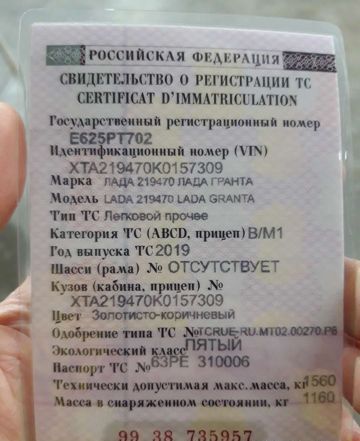 РОССИЙСКАЯ ФЕДЕРАЦИЯ
СВИДЕТЕЛЬСТВО О РЕГИСТРАЦИИ ТС
CERTIFICAT D'IMMATRICULATION
Государственный регистрационный номер
Е625РТ702
Идентификационный номер (VIN)
XTA219470K0157309
Марка ЛАДА 219470 ЛАДА ГРАНТА
Модель LADA 219470 LADA GRANTA
Тип ТС Легковой прочее
Категория ТС (ABCD, прицеп) B/M1
Год выпуска ТС 2019
Шасси (рама) № ОТСУТСТВУЕТ
Кузов (кабина, прицеп) №
XTA219470K0157309
Цвет Золотисто-коричневый
Одобрение типа ТС № TCRUE-RU.MT02.00270.P6
Экологический класс ПЯТЫЙ
Паспорт ТС № 63РЕ 310006
Технически допустимая макс. масса, кг 1560
Масса в снаряженном состоянии, кг 1160
99 38 735957